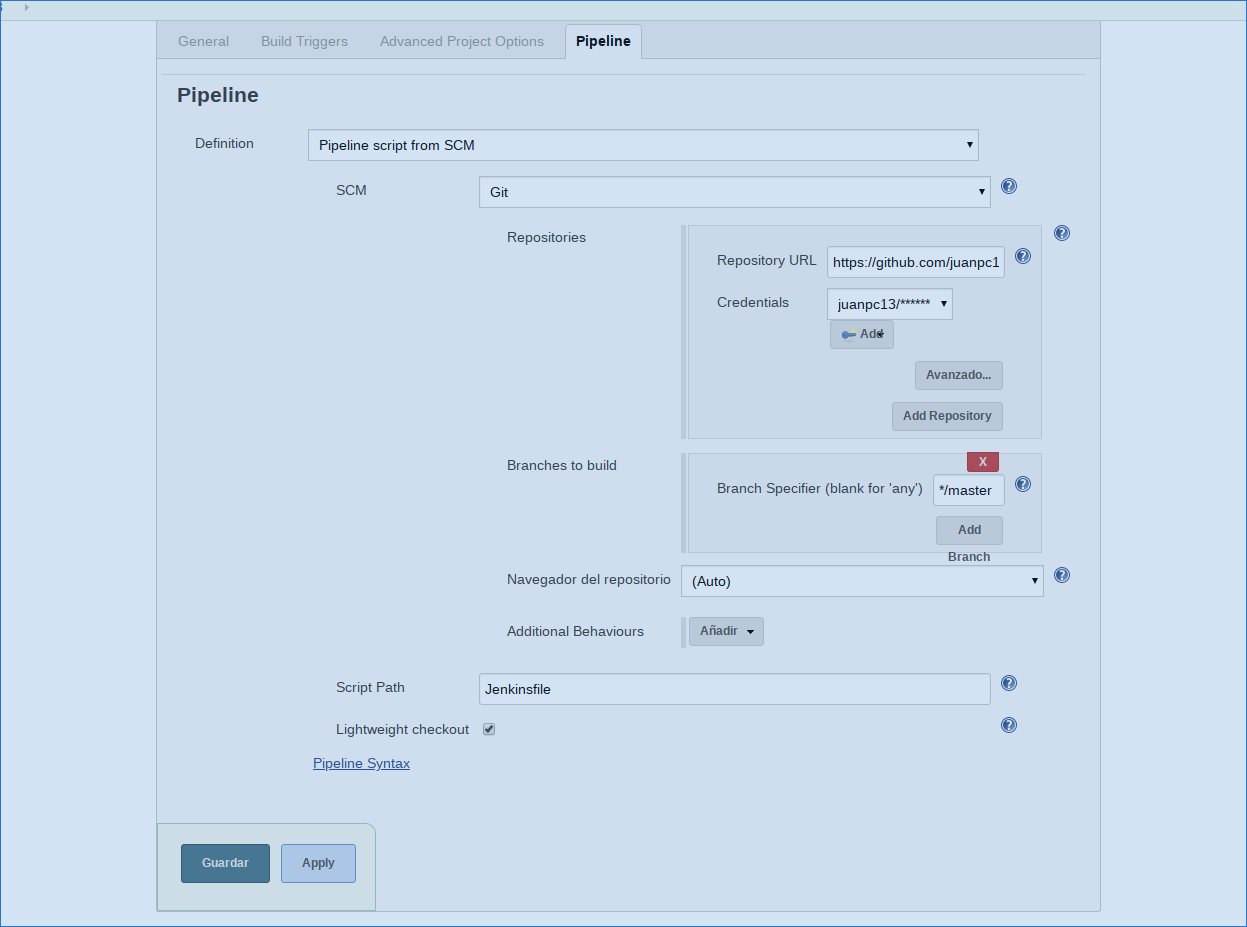 General Build Triggers Advanced Project Options Pipeline
Pipeline
Definition Pipeline script from SCM
SCM Git
Repositories
Repository URL https://github.com/juanpc1
Credentials juanpc13/******
Add
Avanzado...
Add Repository
Branches to build
X
Branch Specifier (blank for 'any') */master
Add
Branch
Navegador del repositorio (Auto)
Additional Behaviours Añadir
Script Path Jenkinsfile
Lightweight checkout
Pipeline Syntax
Guardar Apply